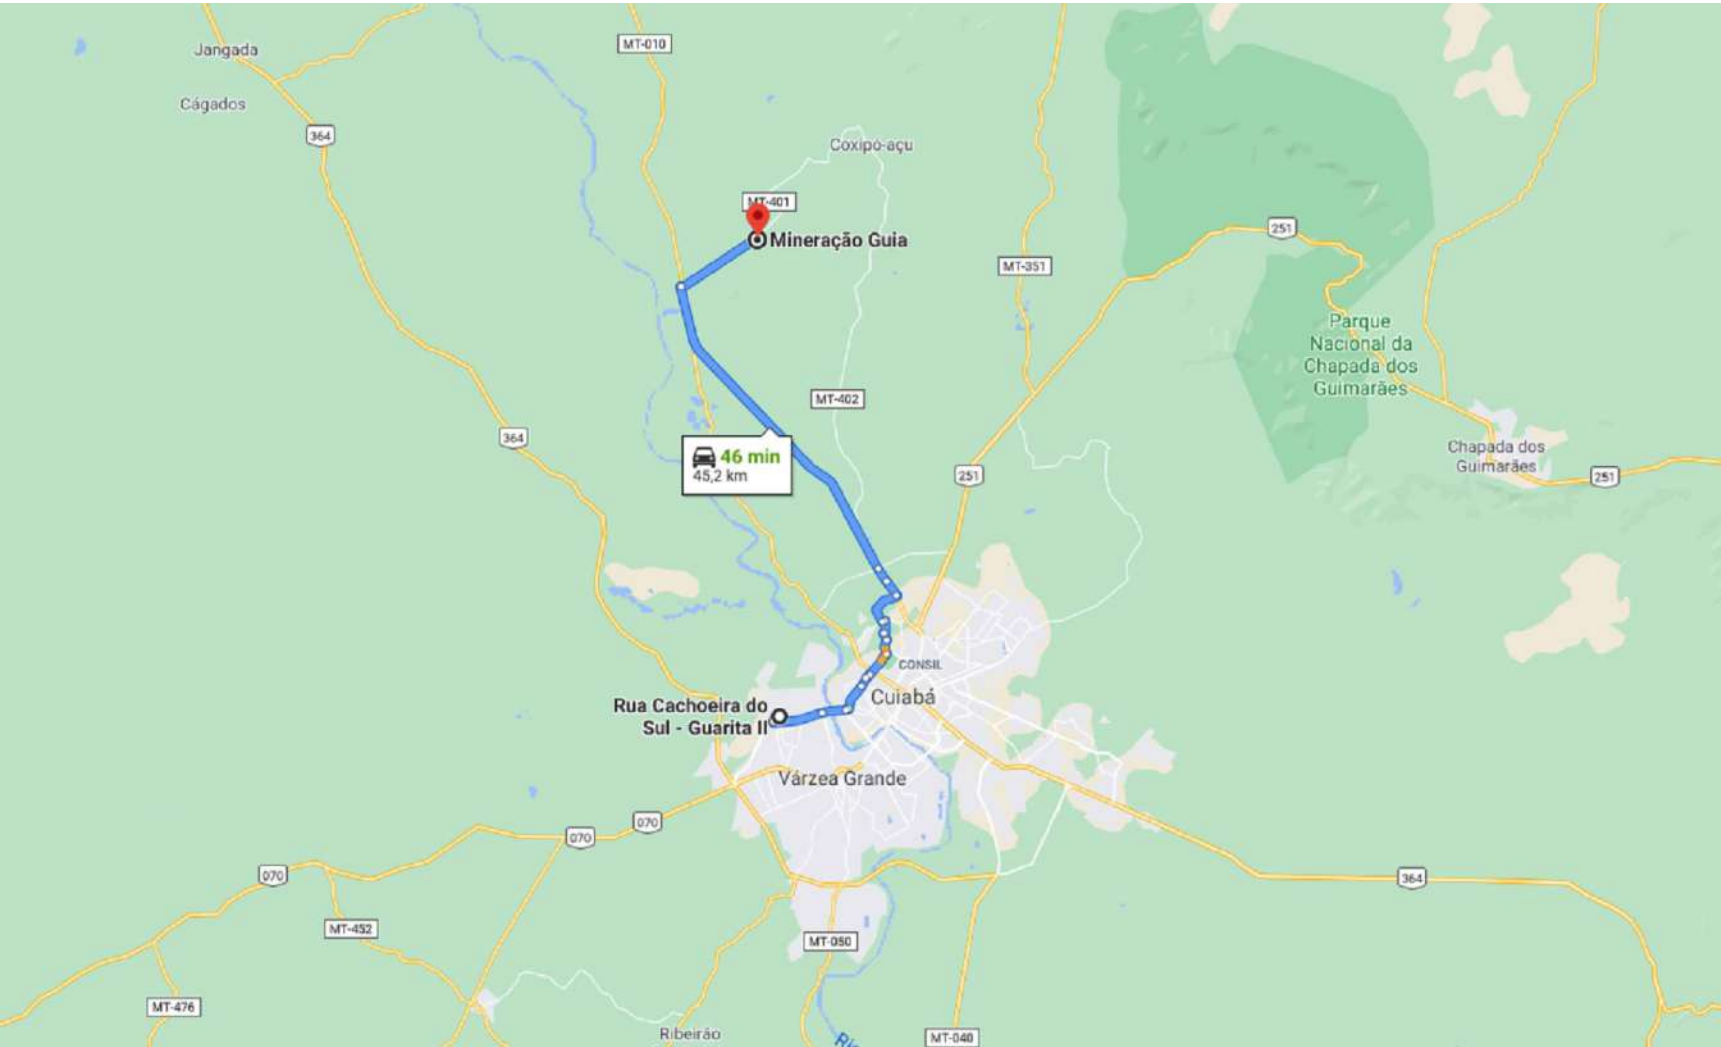 MT-010
Jangada
Cágados
364
Coxipó-açu
MT-401
Mineração Guia
251
MT-351
Parque
Nacional da
Chapada dos
Guimarães
MT-402
364
46 min
45,2 km
251
Chapada dos
Guimarães
251
CONSIL
Cuiabá
Rua Cachoeira do
Sul - Guarita II
Várzea Grande
070
070
070
364
MT-452
MT-050
MT-476
Ribeirão
MT-040